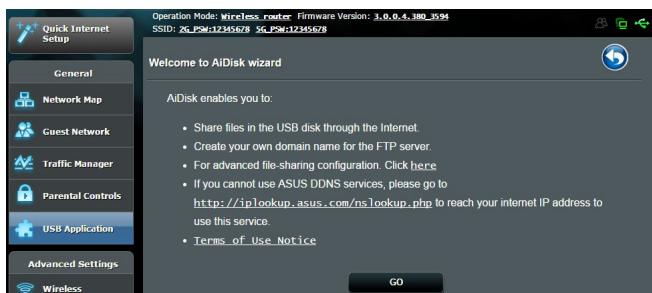 Quick Internet
Setup
General
Network Map
Guest Network
Traffic Manager
Parental Controls
USB Application
Advanced Settings
Wireless
Operation Mode: Wireless router Firmware Version: 3.0.0.4.380_3594
SSID: 2G_PSW:12345678 5G_PSW:12345678
Welcome to AiDisk wizard
AiDisk enables you to:
• Share files in the USB disk through the Internet.
• Create your own domain name for the FTP server.
• For advanced file-sharing configuration. Click here
• If you cannot use ASUS DDNS services, please go to
http://iplookup.asus.com/nslookup.php to reach your internet IP address to
use this service.
• Terms of Use Notice
GO